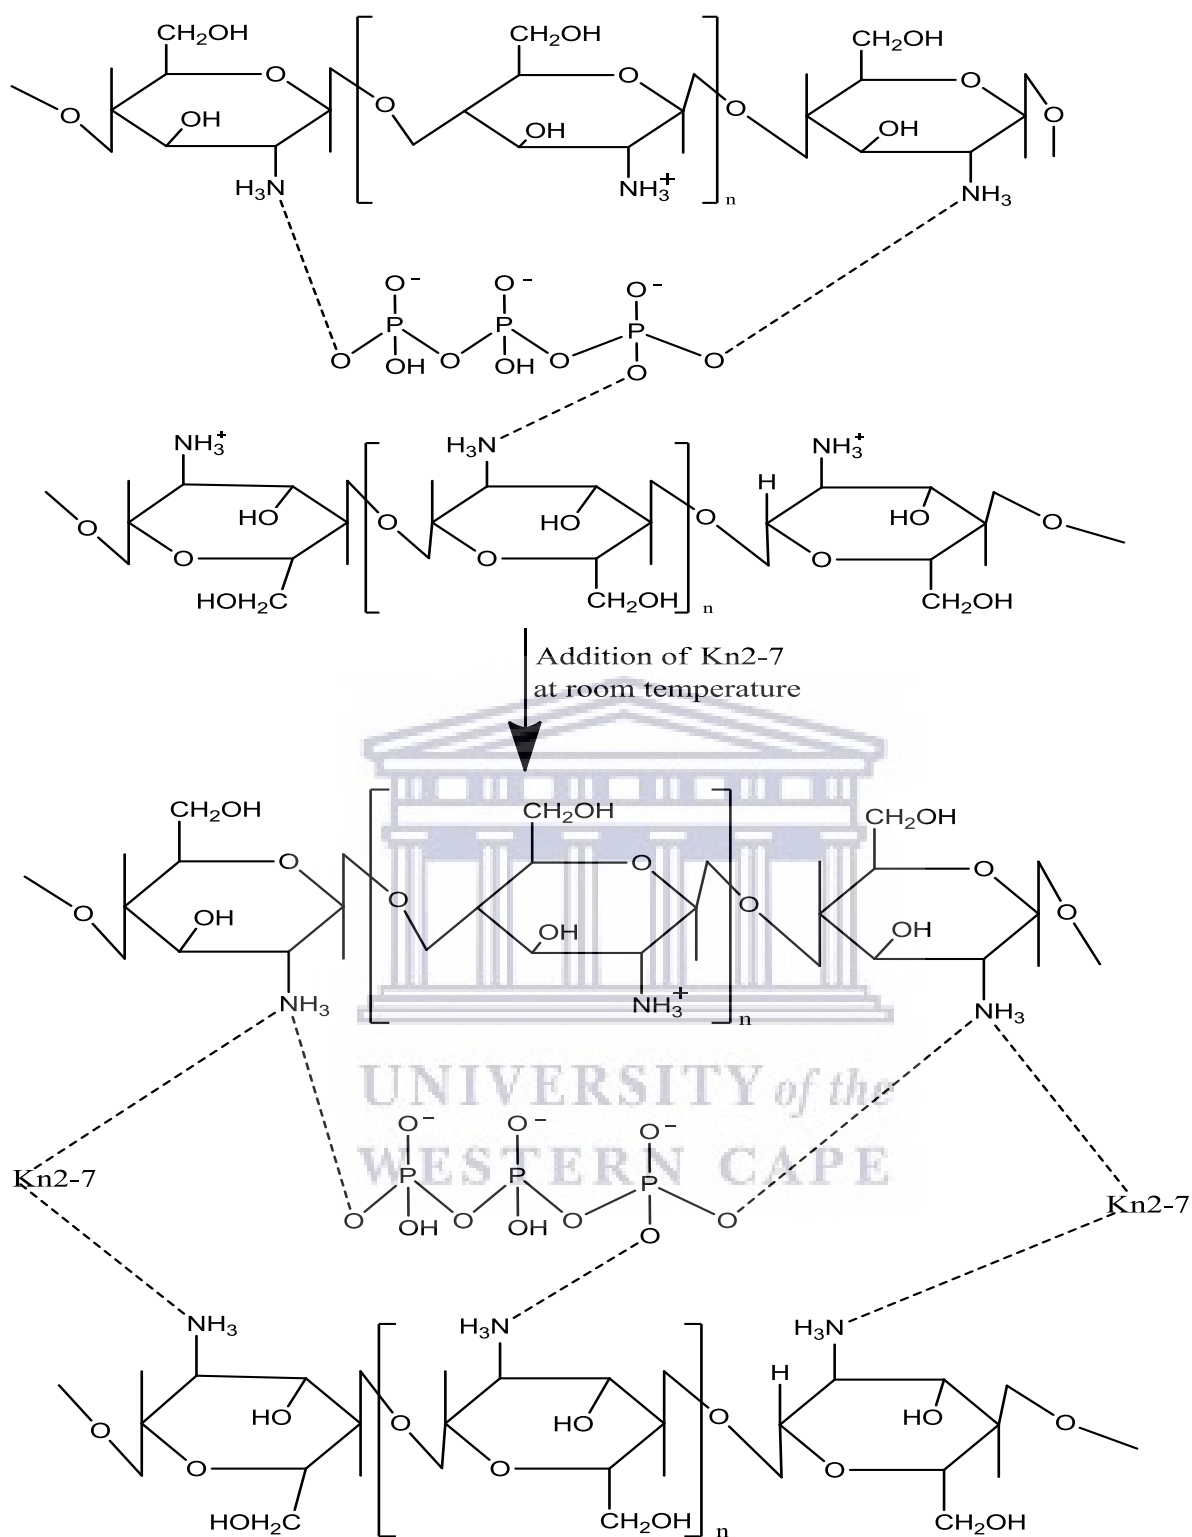 CH₂OH CH₂OH CH₂OH
O O O
O O O O
OH OH OH
H₃N NH₃⁺ n NH₃
O⁻ O⁻ O⁻
P P P
O OH O OH O O O
NH₃⁺ H₃N NH₃⁺
H
HO HO HO
O O O O
O O O
HOH₂C CH₂OH n CH₂OH
Addition of Kn2-7
at room temperature
CH₂OH CH₂OH CH₂OH
O O O
O O O O
OH OH OH
NH₃ NH₃⁺ n NH₃
UNIVERSITY of the
O⁻ O⁻ O⁻
WESTERN CAPE
Kn2-7 P P P Kn2-7
O OH O OH O O O
NH₃ H₃N H₃N
H
HO HO HO
O O O O
O O O
HOH₂C CH₂OH n CH₂OH